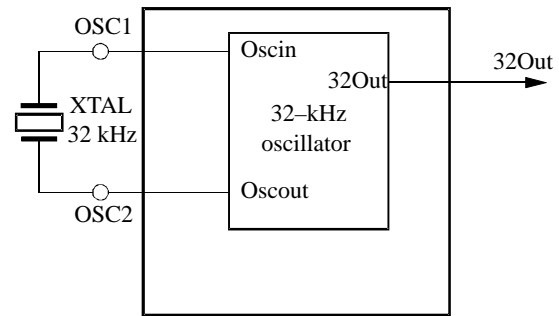 OSC1
Oscin
32Out
32Out
XTAL
32 kHz
32–kHz
oscillator
Oscout
OSC2